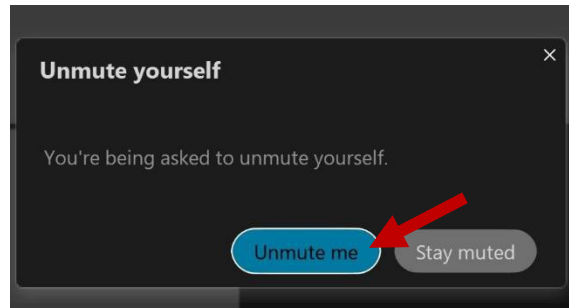 Unmute yourself
You're being asked to unmute yourself.
Unmute me
Stay muted